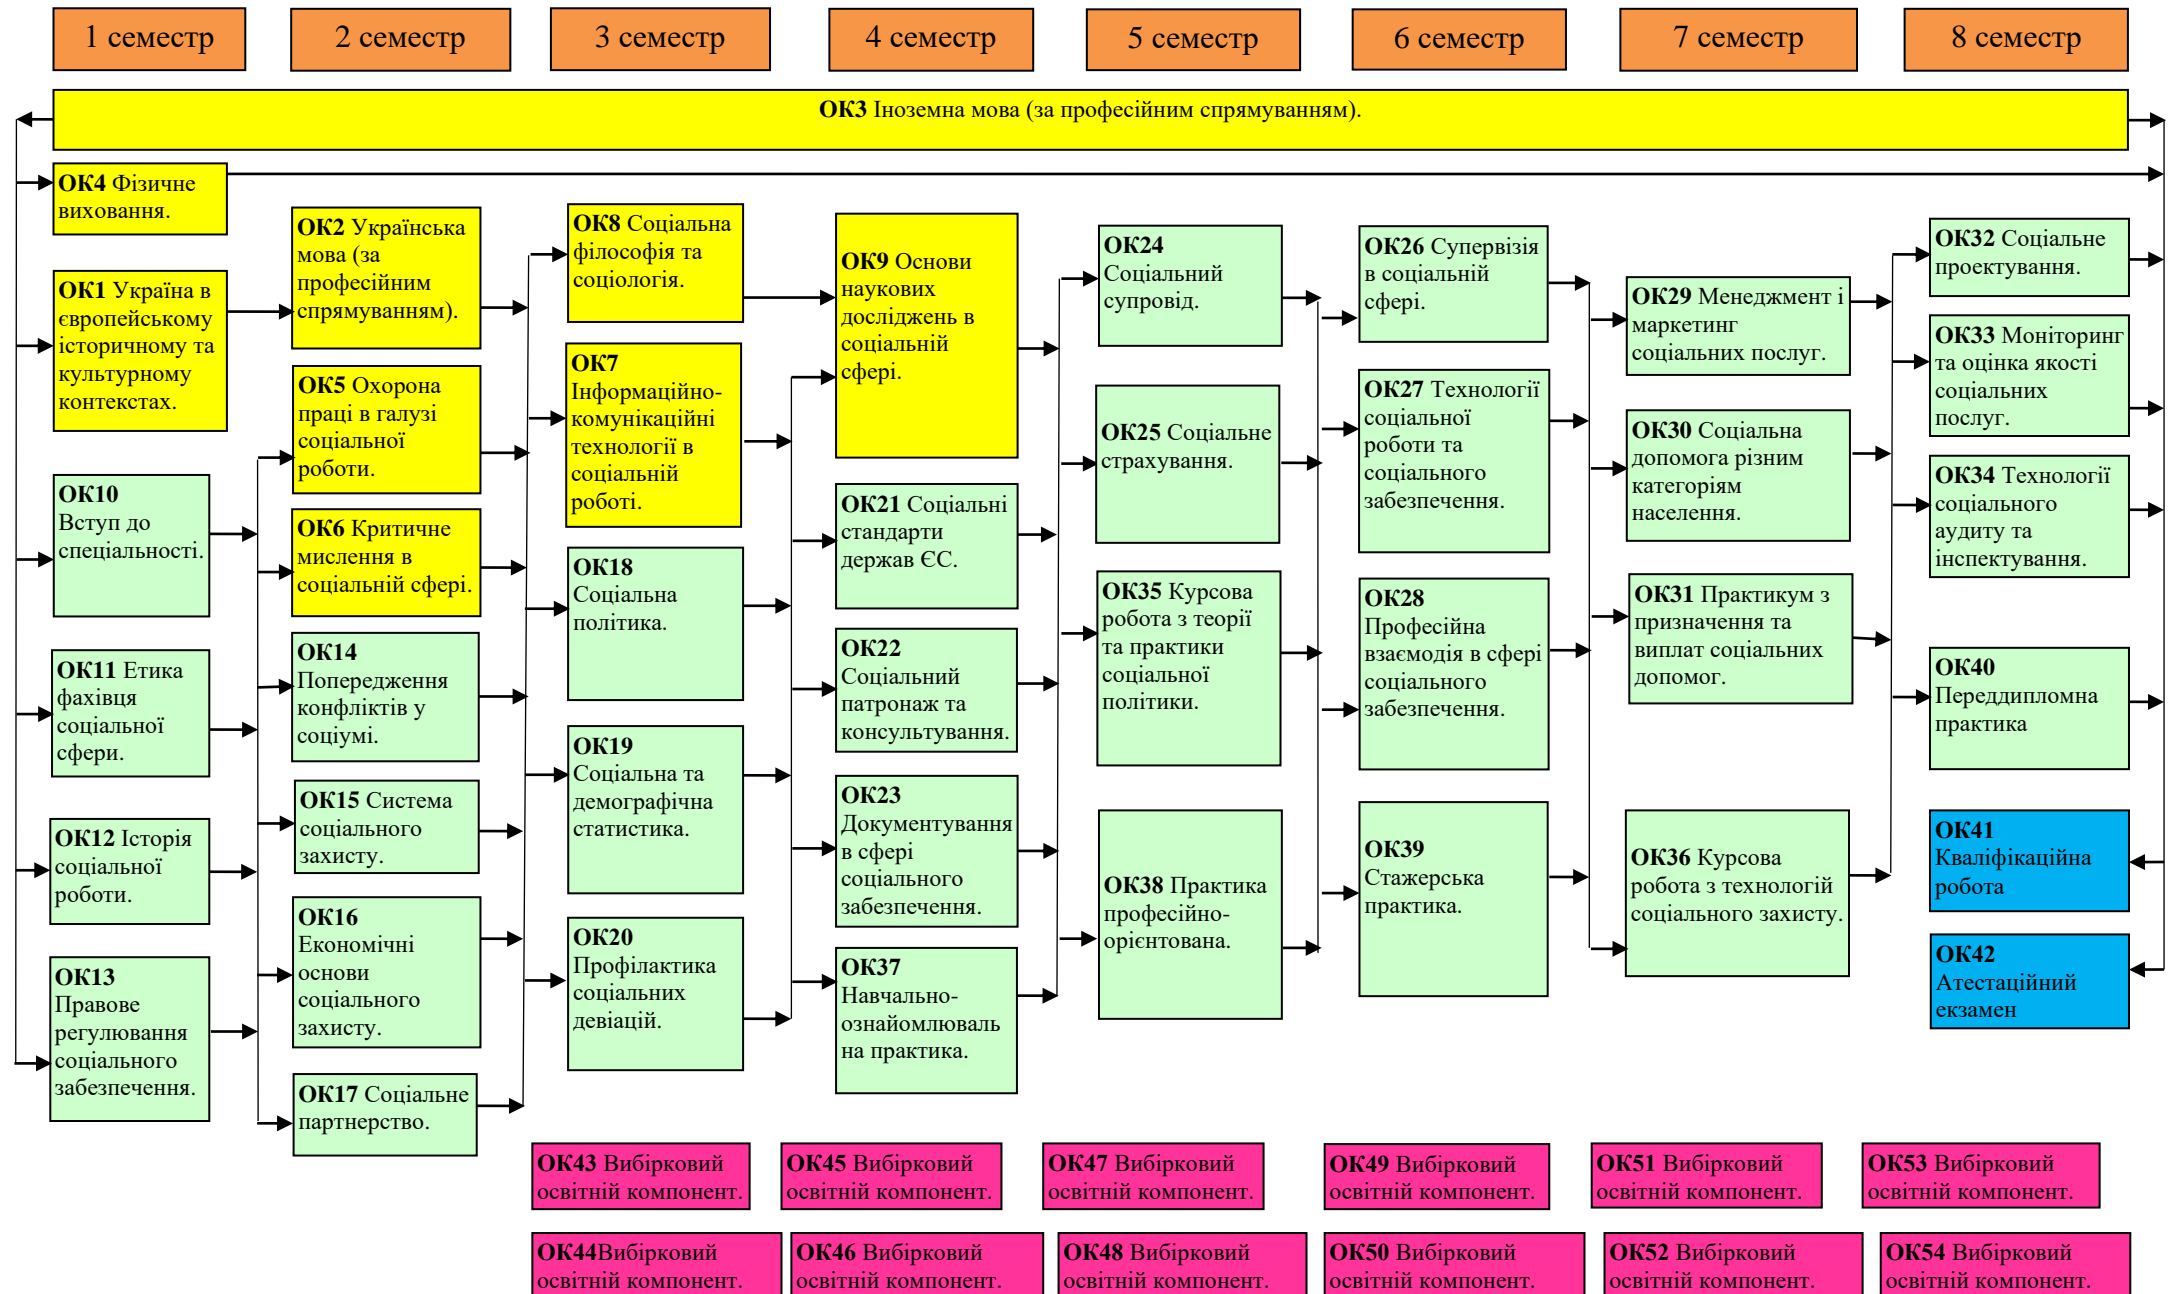 1 семестр
2 семестр
3 семестр
4 семестр
5 семестр
6 семестр
7 семестр
8 семестр
ОК3 Іноземна мова (за професійним спрямуванням).
ОК4 Фізичне
виховання.
ОК1 Україна в
європейському
історичному та
культурному
контекстах.
ОК10
Вступ до
спеціальності.
ОК11 Етика
фахівця
соціальної
сфери.
ОК12 Історія
соціальної
роботи.
ОК13
Правове
регулювання
соціального
забезпечення.
ОК2 Українська
мова (за
професійним
спрямуванням).
ОК5 Охорона
праці в галузі
соціальної
роботи.
ОК6 Критичне
мислення в
соціальній сфері.
ОК14
Попередження
конфліктів у
соціумі.
ОК15 Система
соціального
захисту.
ОК16
Економічні
основи
соціального
захисту.
ОК17 Соціальне
партнерство.
ОК8 Соціальна
філософія та
соціологія.
ОК7
Інформаційно-
комунікаційні
технології в
соціальній
роботі.
ОК18
Соціальна
політика.
ОК19
Соціальна та
демографічна
статистика.
ОК20
Профілактика
соціальних
девіацій.
ОК9 Основи
наукових
досліджень в
соціальній
сфері.
ОК21 Соціальні
стандарти
держав ЄС.
ОК22
Соціальний
патронаж та
консультування.
ОК23
Документування
в сфері
соціального
забезпечення.
ОК37
Навчально-
ознайомлюваль
на практика.
ОК24
Соціальний
супровід.
ОК25 Соціальне
страхування.
ОК35 Курсова
робота з теорії
та практики
соціальної
політики.
ОК38 Практика
професійно-
орієнтована.
ОК26 Супервізія
в соціальній
сфері.
ОК27 Технології
соціальної
роботи та
соціального
забезпечення.
ОК28
Професійна
взаємодія в сфері
соціального
забезпечення.
ОК39
Стажерська
практика.
ОК29 Менеджмент і
маркетинг
соціальних послуг.
ОК30 Соціальна
допомога різним
категоріям
населення.
ОК31 Практикум з
призначення та
виплат соціальних
допомог.
ОК36 Курсова
робота з технологій
соціального захисту.
ОК32 Соціальне
проектування.
ОК33 Моніторинг
та оцінка якості
соціальних
послуг.
ОК34 Технології
соціального
аудиту та
інспектування.
ОК40
Переддипломна
практика
ОК41
Кваліфікаційна
робота
ОК42
Атестаційний
екзамен
ОК43 Вибірковий
освітній компонент.
ОК45 Вибірковий
освітній компонент.
ОК47 Вибірковий
освітній компонент.
ОК49 Вибірковий
освітній компонент.
ОК51 Вибірковий
освітній компонент.
ОК53 Вибірковий
освітній компонент.
ОК44Вибірковий
освітній компонент.
ОК46 Вибірковий
освітній компонент.
ОК48 Вибірковий
освітній компонент.
ОК50 Вибірковий
освітній компонент.
ОК52 Вибірковий
освітній компонент.
ОК54 Вибірковий
освітній компонент.